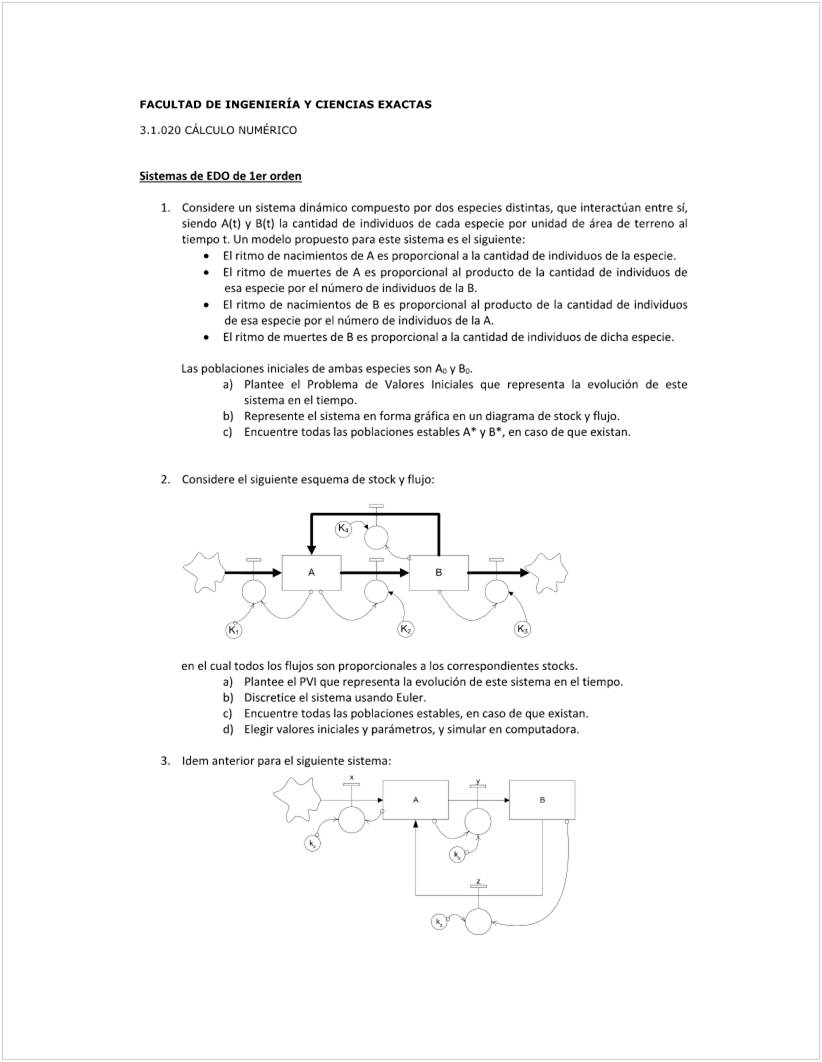 FACULTAD DE INGENIERÍA Y CIENCIAS EXACTAS
3.1.020 CÁLCULO NUMÉRICO
Sistemas de EDO de 1er orden
1. Considere un sistema dinámico compuesto por dos especies distintas, que interactúan entre sí,
siendo A(t) y B(t) la cantidad de individuos de cada especie por unidad de área de terreno al
tiempo t. Un modelo propuesto para este sistema es el siguiente:
• El ritmo de nacimientos de A es proporcional a la cantidad de individuos de la especie.
• El ritmo de muertes de A es proporcional al producto de la cantidad de individuos de
esa especie por el número de individuos de la B.
• El ritmo de nacimientos de B es proporcional al producto de la cantidad de individuos
de esa especie por el número de individuos de la A.
• El ritmo de muertes de B es proporcional a la cantidad de individuos de dicha especie.
Las poblaciones iniciales de ambas especies son A₀ y B₀.
a) Plantee el Problema de Valores Iniciales que representa la evolución de este
sistema en el tiempo.
b) Represente el sistema en forma gráfica en un diagrama de stock y flujo.
c) Encuentre todas las poblaciones estables A* y B*, en caso de que existan.
2. Considere el siguiente esquema de stock y flujo:
K₄
A
B
K₁
K₂
K₃
en el cual todos los flujos son proporcionales a los correspondientes stocks.
a) Plantee el PVI que representa la evolución de este sistema en el tiempo.
b) Discretice el sistema usando Euler.
c) Encuentre todas las poblaciones estables, en caso de que existan.
d) Elegir valores iniciales y parámetros, y simular en computadora.
3. Idem anterior para el siguiente sistema:
x
y
A
B
kₓ
k_y
z
k_z